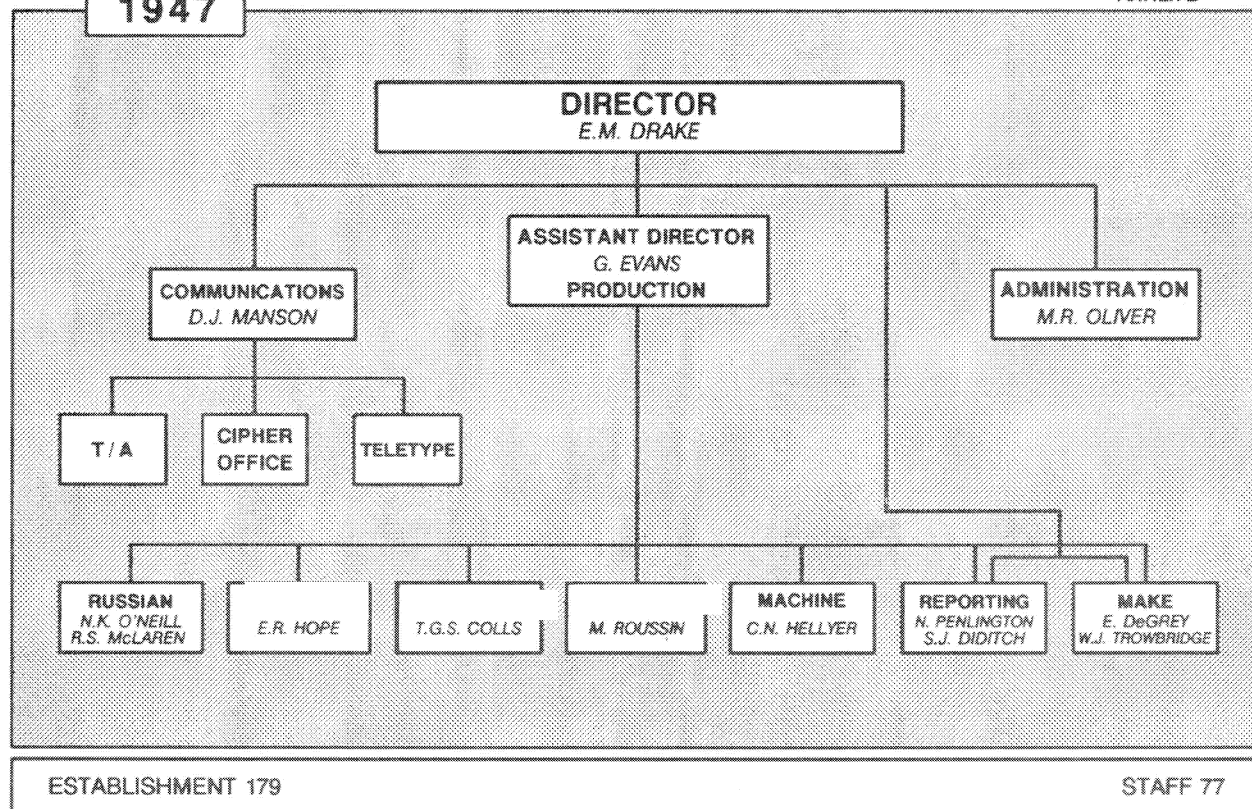 1947
DIRECTOR
E.M. DRAKE
ASSISTANT DIRECTOR
G. EVANS
PRODUCTION
COMMUNICATIONS
D.J. MANSON
ADMINISTRATION
M.R. OLIVER
T/A
CIPHER
OFFICE
TELETYPE
RUSSIAN
N.K. O'NEILL
R.S. McLAREN
E.R. HOPE
T.G.S. COLLS
M. ROUSSIN
MACHINE
C.N. HELLYER
REPORTING
N. PENLINGTON
S.J. DIDITCH
MAKE
E. DeGREY
W.J. TROWBRIDGE
ESTABLISHMENT 179
STAFF 77